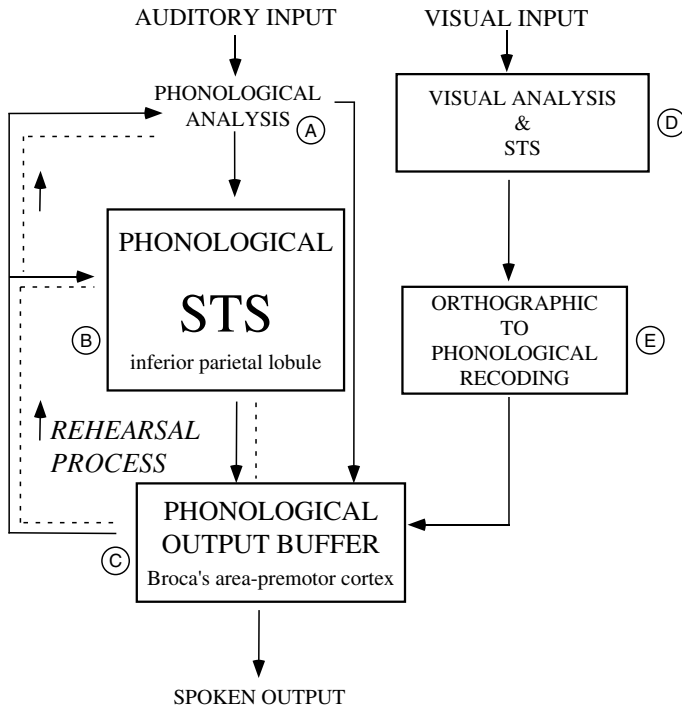 AUDITORY INPUT
VISUAL INPUT
PHONOLOGICAL
ANALYSIS
A
VISUAL ANALYSIS
&
STS
D
PHONOLOGICAL
STS
inferior parietal lobule
B
ORTHOGRAPHIC
TO
PHONOLOGICAL
RECODING
E
REHEARSAL
PROCESS
PHONOLOGICAL
OUTPUT BUFFER
Broca's area-premotor cortex
C
SPOKEN OUTPUT